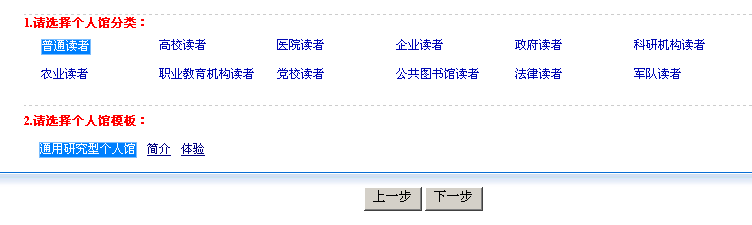 1.请选择个人馆分类：
普通读者 高校读者 医院读者 企业读者 政府读者 科研机构读者
农业读者 职业教育机构读者 党校读者 公共图书馆读者 法律读者 军队读者
2.请选择个人馆模板：
通用研究型个人馆 简介 体验
上一步 下一步